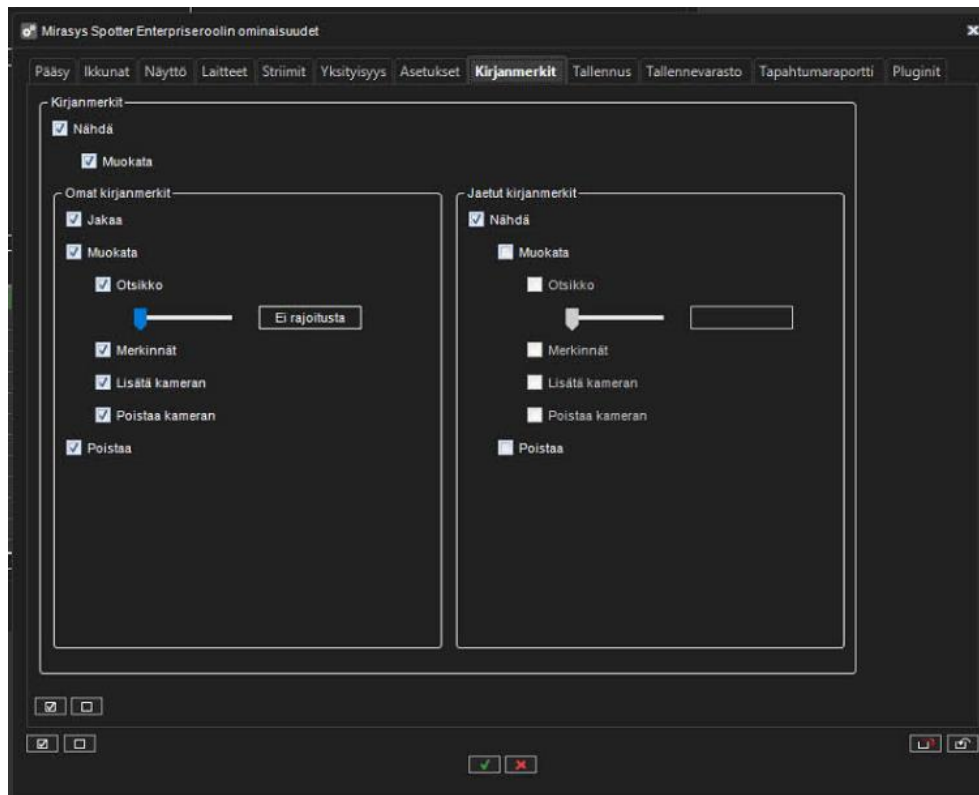 Mirasys Spotter Enterpriseroolin ominaisuudet
Pääsy Ikkunat Näyttö Laitteet Striimit Yksityisyys Asetukset Kirjanmerkit Tallennus Tallennevarasto Tapahtumaraportti Pluginit
Kirjanmerkit
Nähdä
Muokata
Omat kirjanmerkit
Jakaa
Muokata
Otsikko
Ei rajoitusta
Merkinnät
Lisätä kameran
Poistaa kameran
Poistaa
Jaetut kirjanmerkit
Nähdä
Muokata
Otsikko
Merkinnät
Lisätä kameran
Poistaa kameran
Poistaa